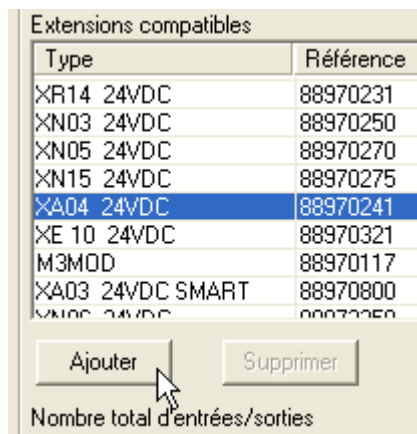 Extensions compatibles
Type Référence
XR14 24VDC 88970231
XN03 24VDC 88970250
XN05 24VDC 88970270
XN15 24VDC 88970275
XA04 24VDC 88970241
XE 10 24VDC 88970321
M3MOD 88970117
XA03 24VDC SMART 88970800
Ajouter Supprimer
Nombre total d'entrées/sorties